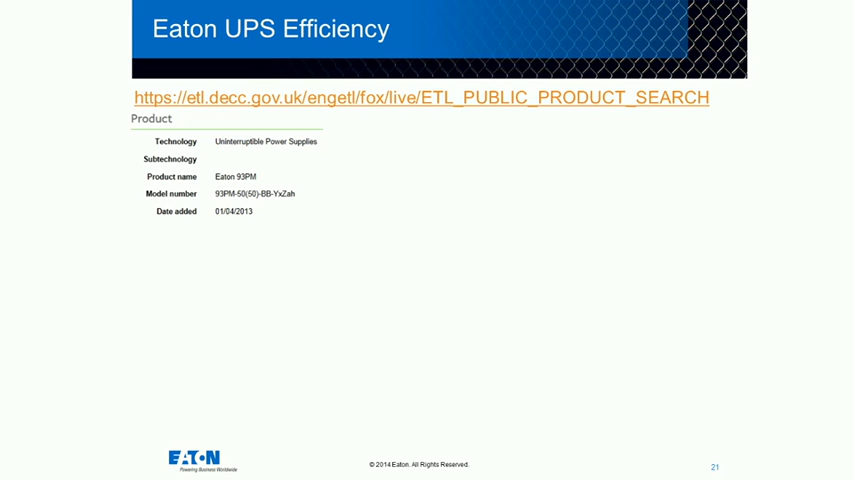 Eaton UPS Efficiency
https://etl.decc.gov.uk/engetl/fox/live/ETL_PUBLIC_PRODUCT_SEARCH
Product
Technology Uninterruptible Power Supplies
Subtechnology
Product name Eaton 93PM
Model number 93PM-50(50)-BB-YxZah
Date added 01/04/2013
EATON
Powering Business Worldwide
© 2014 Eaton. All Rights Reserved.
21